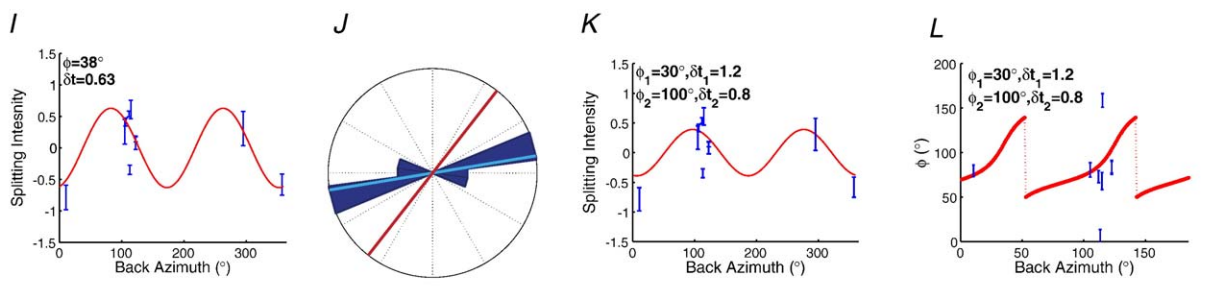 I
J
K
L
ϕ=38°
δt=0.63
1.5
1
0.5
0
-0.5
-1
-1.5
Splitting Intesnity
0 100 200 300
Back Azimuth (°)
ϕ₁=30°,δt₁=1.2
ϕ₂=100°,δt₂=0.8
1.5
1
0.5
0
-0.5
-1
-1.5
Splitting Intensity
0 100 200 300
Back Azimuth (°)
ϕ₁=30°,δt₁=1.2
ϕ₂=100°,δt₂=0.8
200
150
100
50
0
ϕ (°)
0 50 100 150
Back Azimuth (°)